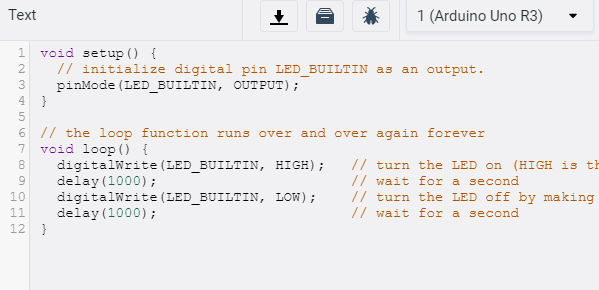 Text
1 (Arduino Uno R3)
1 void setup() {
2   // initialize digital pin LED_BUILTIN as an output.
3   pinMode(LED_BUILTIN, OUTPUT);
4 }
5
6 // the loop function runs over and over again forever
7 void loop() {
8   digitalWrite(LED_BUILTIN, HIGH);   // turn the LED on (HIGH is
9   delay(1000);                       // wait for a second
10   digitalWrite(LED_BUILTIN, LOW);    // turn the LED off by making
11   delay(1000);                       // wait for a second
12 }